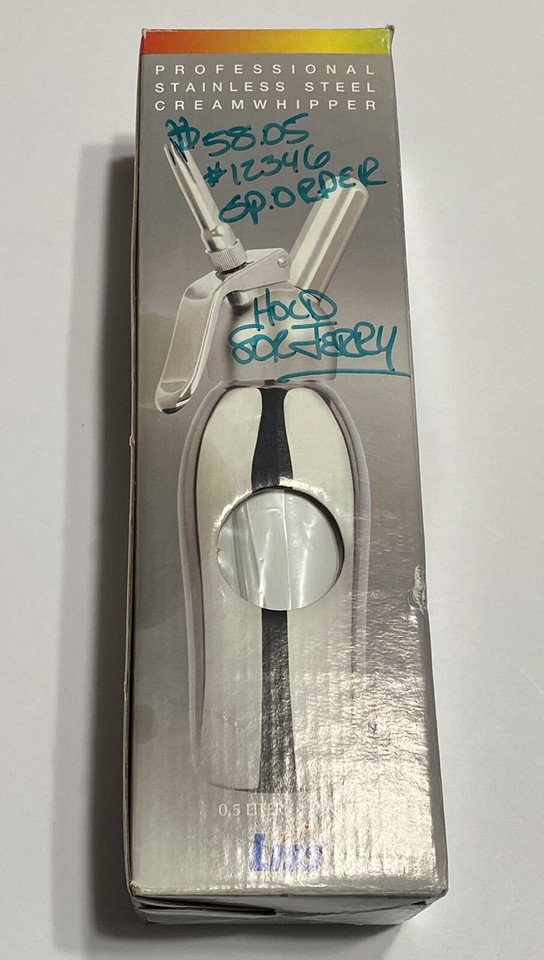 PROFESSIONAL
STAINLESS STEEL
CREAMWHIPPER
$58.05
#12346
SP.ORDER
HOLD
FOR JERRY
0,5 LITER
Liss